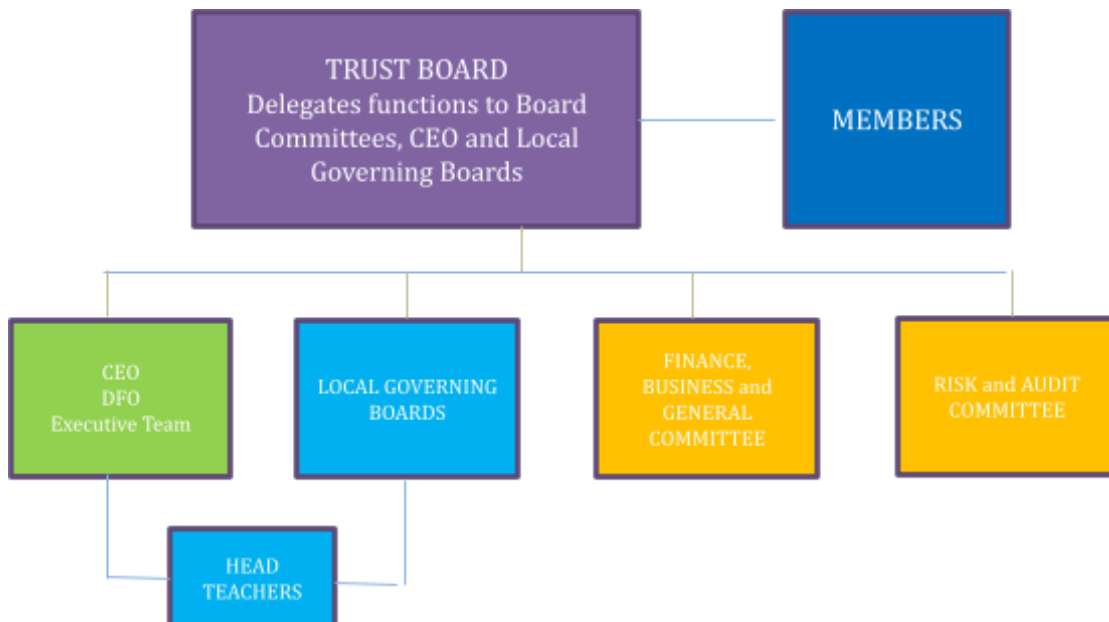 TRUST BOARD
Delegates functions to Board
Committees, CEO and Local
Governing Boards
MEMBERS
CEO
DFO
Executive Team
LOCAL GOVERNING
BOARDS
FINANCE,
BUSINESS and
GENERAL
COMMITTEE
RISK and AUDIT
COMMITTEE
HEAD
TEACHERS